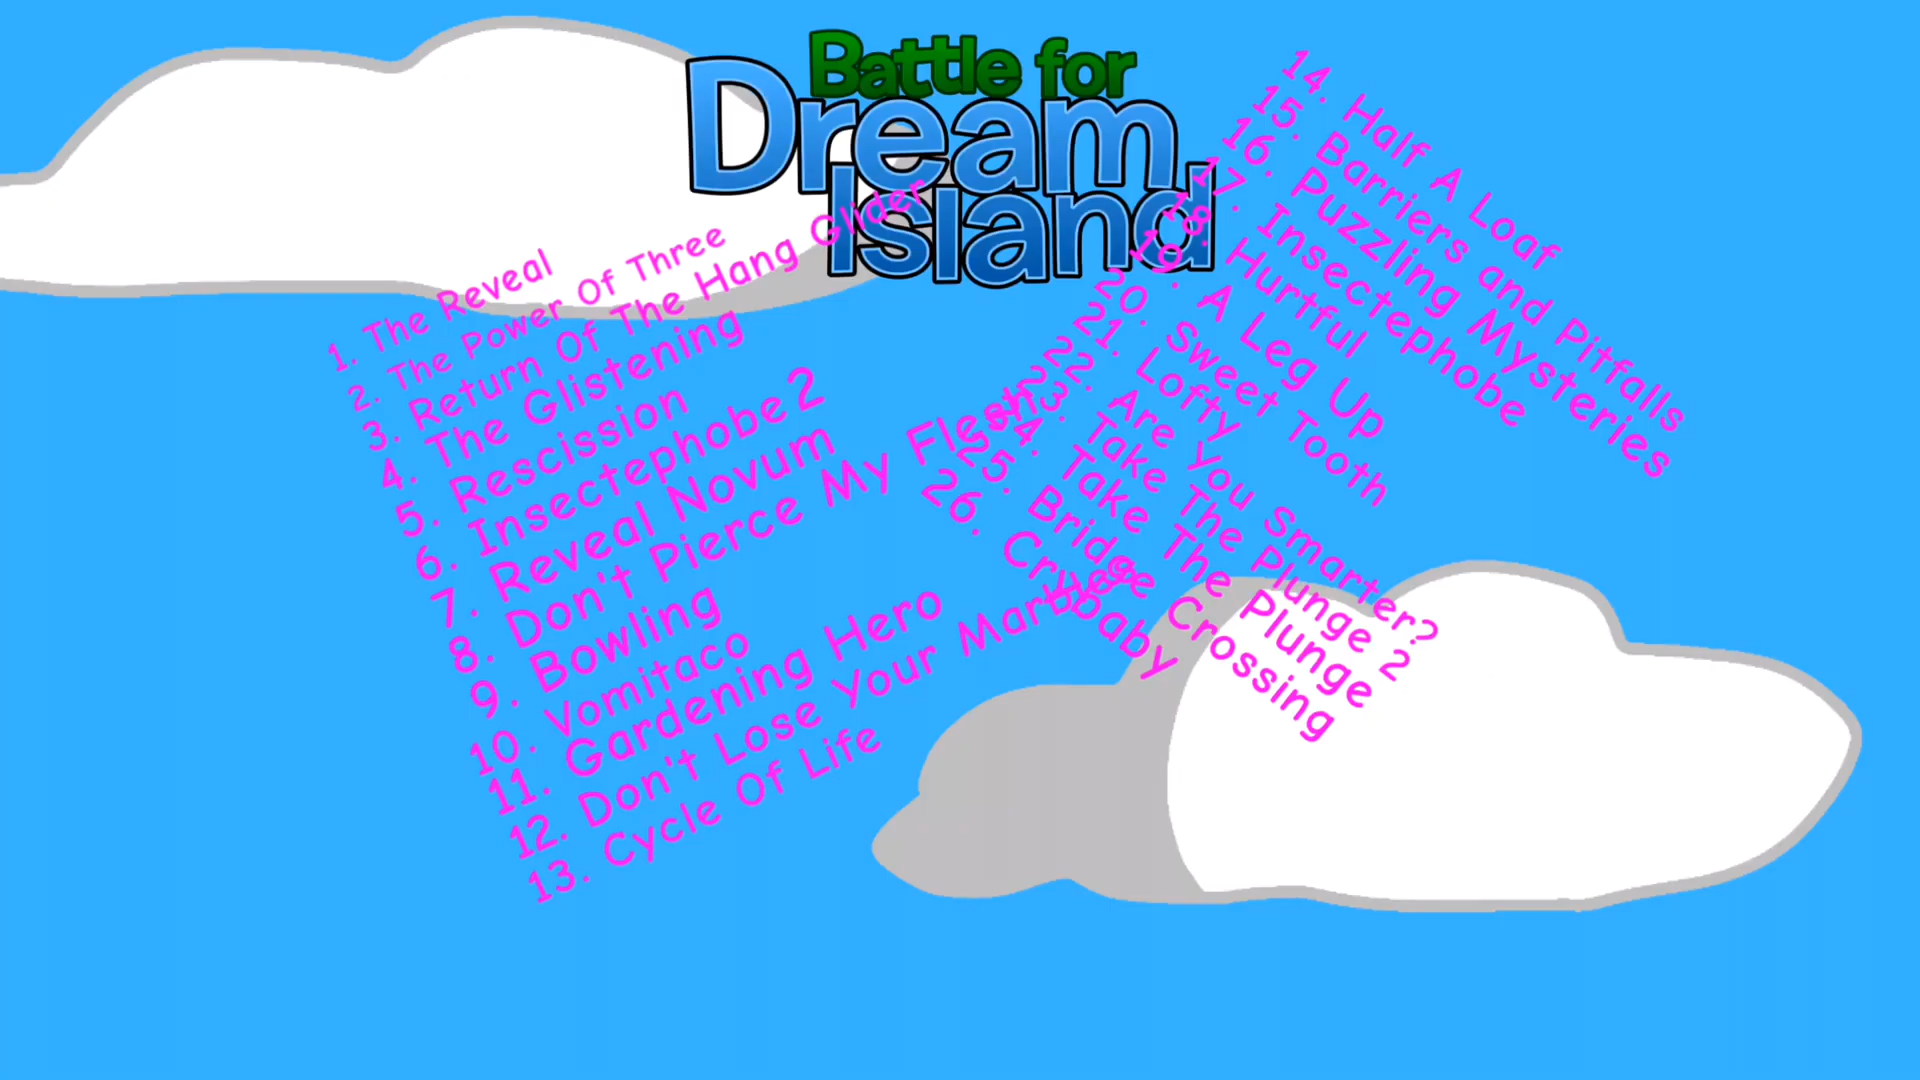 Battle for
Dream
Island
1. The Reveal
2. The Power Of Three
3. Return Of The Hang Glider
4. The Glistening
5. Rescission
6. Insectephobe 2
7. Reveal Novum
8. Don't Pierce My Flesh
9. Bowling
10. Vomitaco
11. Gardening Hero
12. Don't Lose Your Marbles
13. Cycle Of Life
14. Half A Loaf
15. Barriers and Pitfalls
16. Puzzling Mysteries
17. Insectephobe
18. Hurtful
19. A Leg Up
20. Sweet Tooth
21. Lofty
22. Are You Smarter?
23. Take The Plunge 2
24. Take The Plunge
25. Bridge Crossing
26. Crybaby